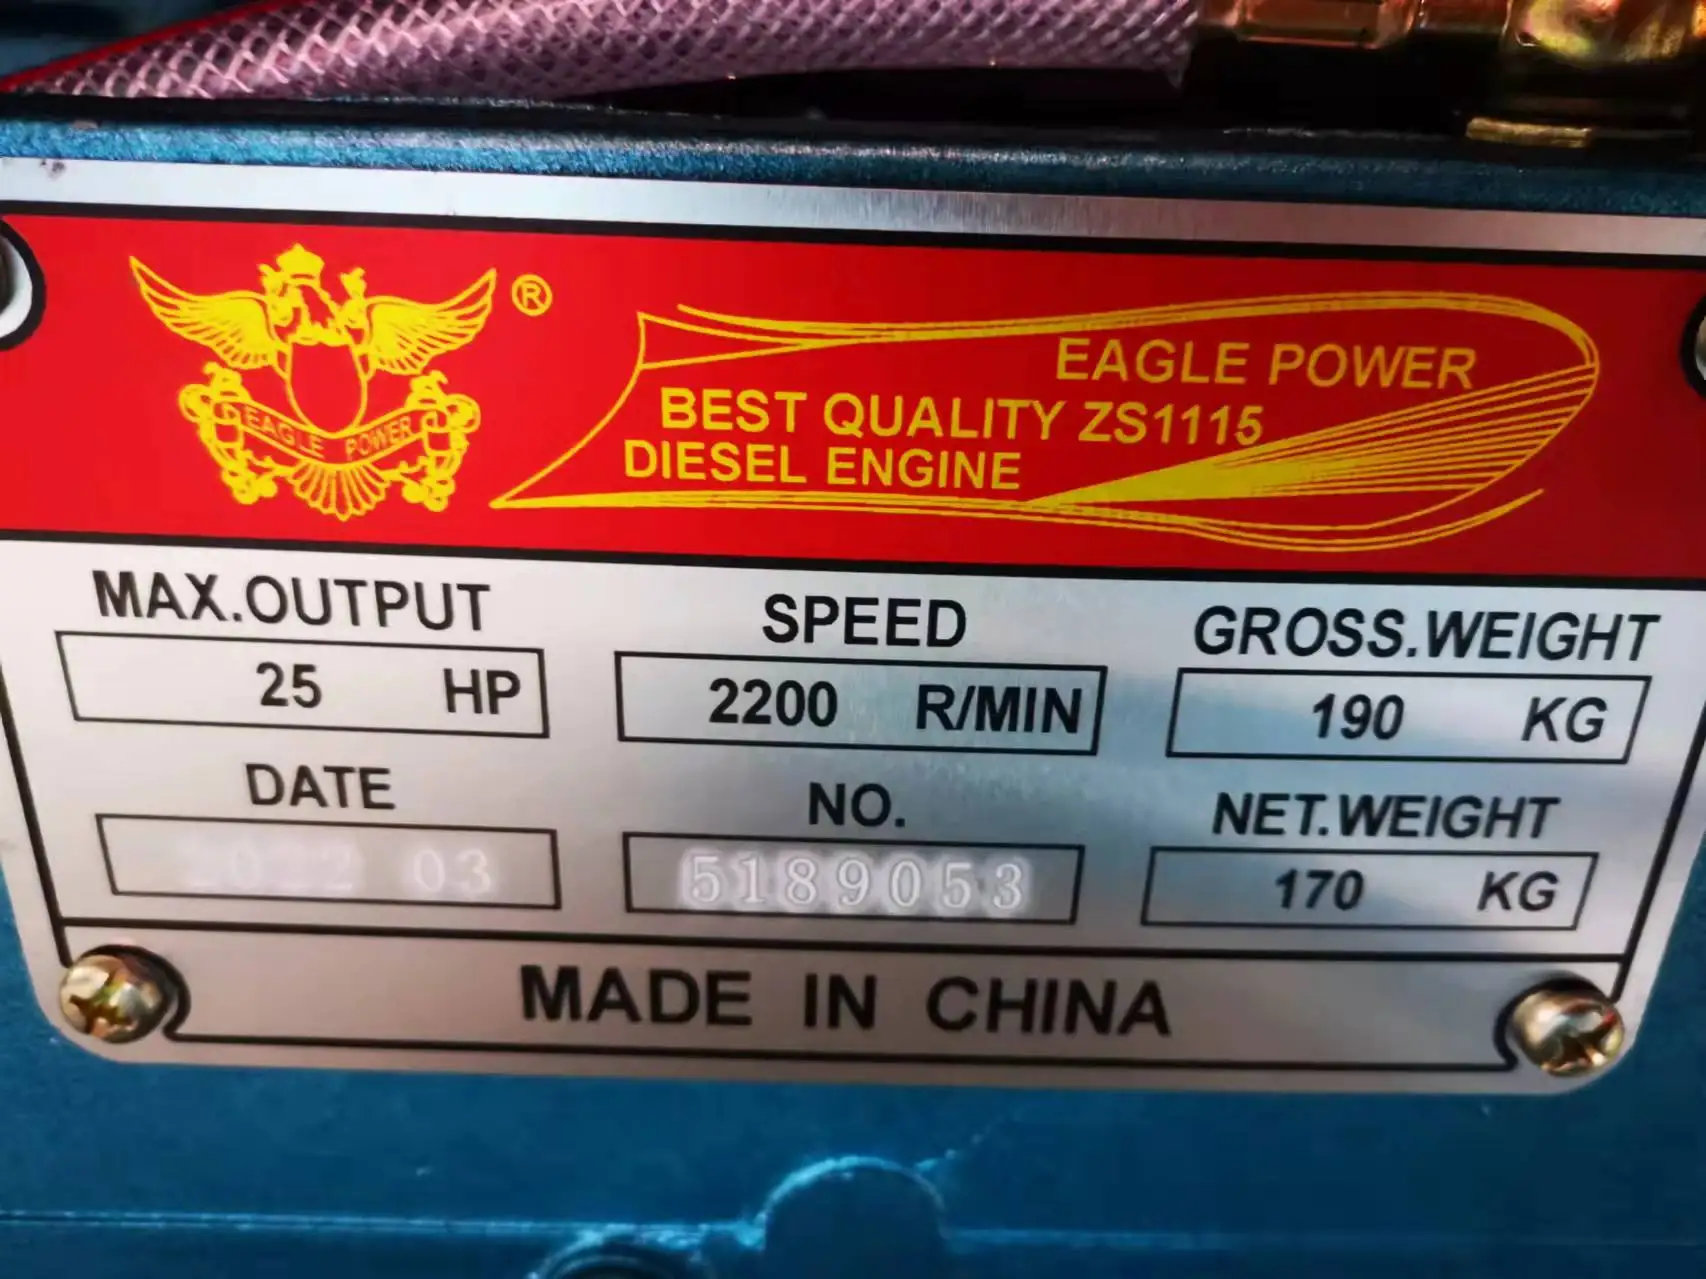 ®
EAGLE POWER
EAGLE POWER
BEST QUALITY ZS1115
DIESEL ENGINE
MAX.OUTPUT SPEED GROSS.WEIGHT
25 HP 2200 R/MIN 190 KG
DATE NO. NET.WEIGHT
2022 03 5189053 170 KG
MADE IN CHINA